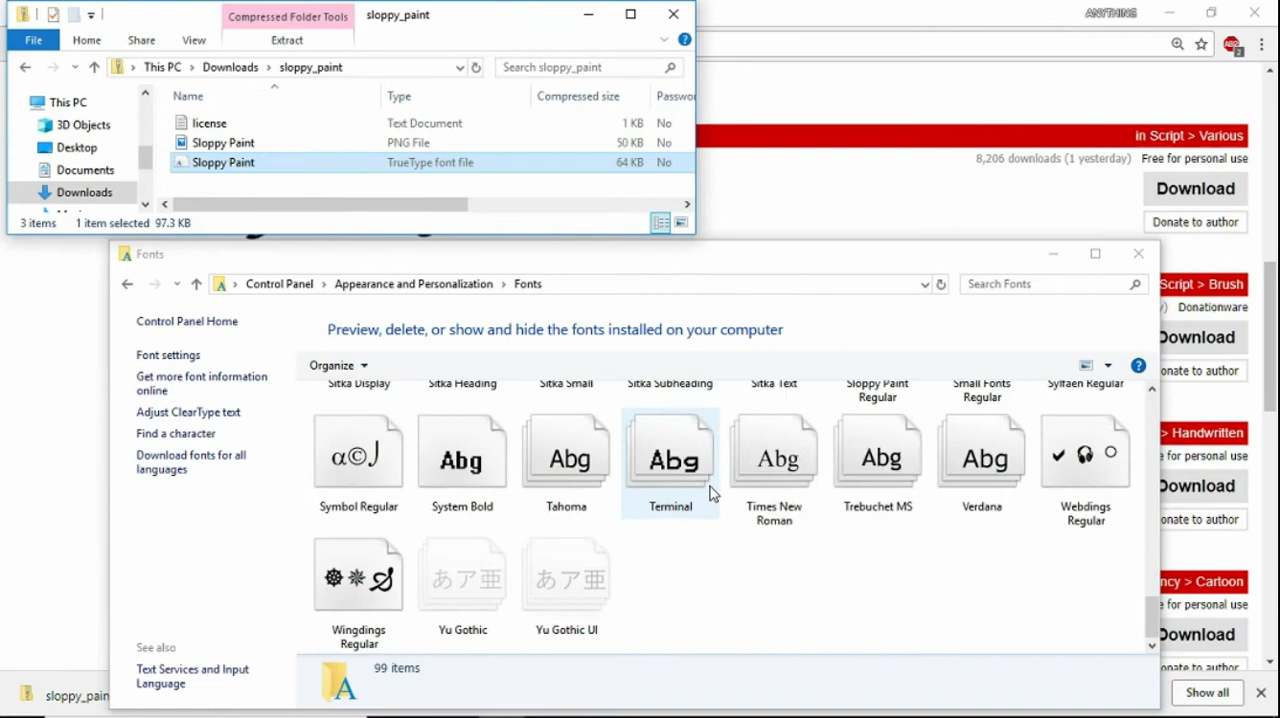 Compressed Folder Tools
sloppy_paint
ANYTHING
File
Home
Share
View
Extract
This PC
Downloads
sloppy_paint
Search sloppy_paint
ABP
2
Name
Type
Compressed size
Passwor
This PC
3D Objects
Desktop
Documents
Downloads
license
Text Document
1 KB
No
Sloppy Paint
PNG File
50 KB
No
Sloppy Paint
TrueType font file
64 KB
No
3 items
1 item selected 97.3 KB
in Script > Various
8,206 downloads (1 yesterday)
Free for personal use
Download
Donate to author
Fonts
Control Panel
Appearance and Personalization
Fonts
Search Fonts
Control Panel Home
Font settings
Get more font information
online
Adjust ClearType text
Find a character
Download fonts for all
languages
See also
Text Services and Input
Language
Preview, delete, or show and hide the fonts installed on your computer
Organize
Sitka Display
Sitka Heading
Sitka Small
Sitka Subheading
Sitka Text
Sloppy Paint
Regular
Small Fonts
Regular
Sylfaen Regular
α©ل
Abg
Abg
Abg
Abg
Abg
Abg
Symbol Regular
System Bold
Tahoma
Terminal
Times New
Roman
Trebuchet MS
Verdana
Webdings
Regular
あア亜
あア亜
Wingdings
Regular
Yu Gothic
Yu Gothic UI
99 items
Script > Brush
Donationware
Download
onate to author
> Handwritten
e for personal use
Download
onate to author
ncy > Cartoon
e for personal use
Download
onate to author
sloppy_pain
Show all